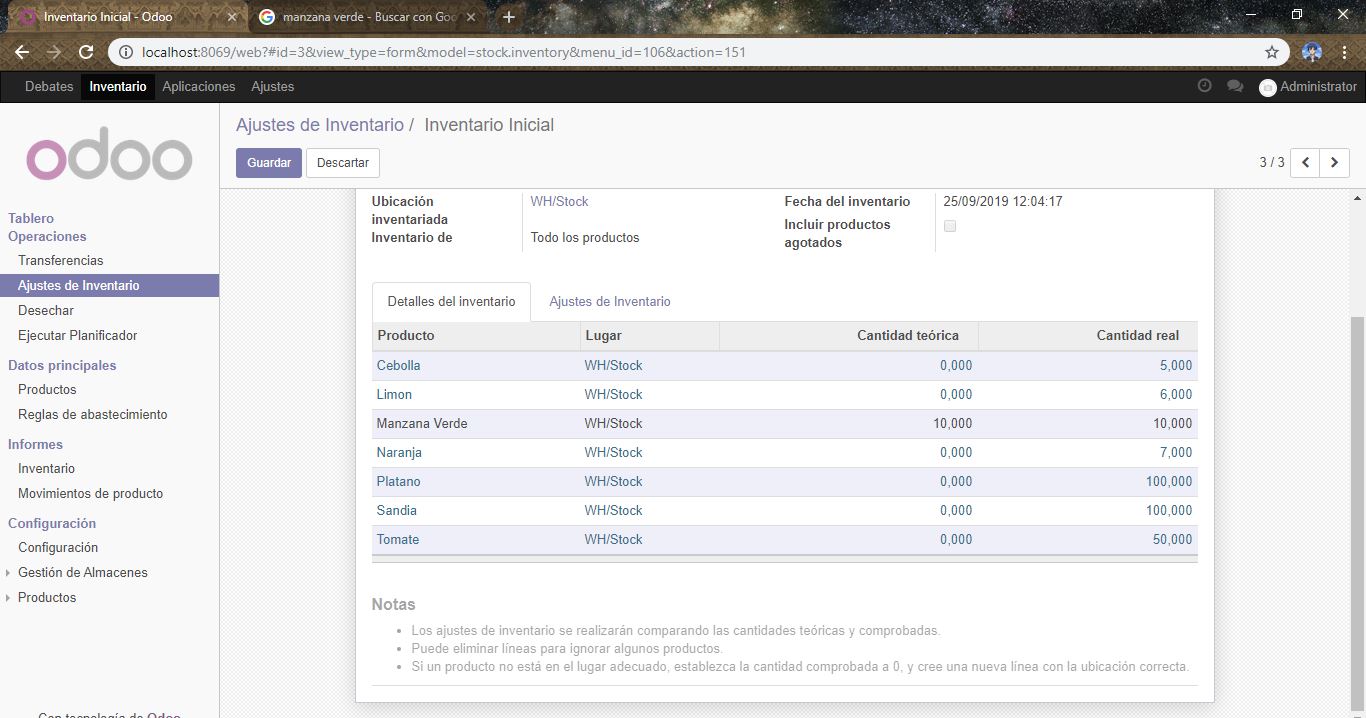 Inventario Inicial - Odoo
manzana verde - Buscar con Goo
localhost:8069/web?#id=3&view_type=form&model=stock.inventory&menu_id=106&action=151
Debates Inventario Aplicaciones Ajustes Administrator
odoo
Tablero
Operaciones
Transferencias
Ajustes de Inventario
Desechar
Ejecutar Planificador
Datos principales
Productos
Reglas de abastecimiento
Informes
Inventario
Movimientos de producto
Configuración
Configuración
Gestión de Almacenes
Productos
Con tecnología de Odoo
Ajustes de Inventario / Inventario Inicial
Guardar Descartar 3 / 3
Ubicación inventariada WH/Stock
Inventario de Todo los productos
Fecha del inventario 25/09/2019 12:04:17
Incluir productos agotados
Detalles del inventario Ajustes de Inventario
Producto Lugar Cantidad teórica Cantidad real
Cebolla WH/Stock 0,000 5,000
Limon WH/Stock 0,000 6,000
Manzana Verde WH/Stock 10,000 10,000
Naranja WH/Stock 0,000 7,000
Platano WH/Stock 0,000 100,000
Sandia WH/Stock 0,000 100,000
Tomate WH/Stock 0,000 50,000
Notas
Los ajustes de inventario se realizarán comparando las cantidades teóricas y comprobadas.
Puede eliminar líneas para ignorar algunos productos.
Si un producto no está en el lugar adecuado, establezca la cantidad comprobada a 0, y cree una nueva línea con la ubicación correcta.